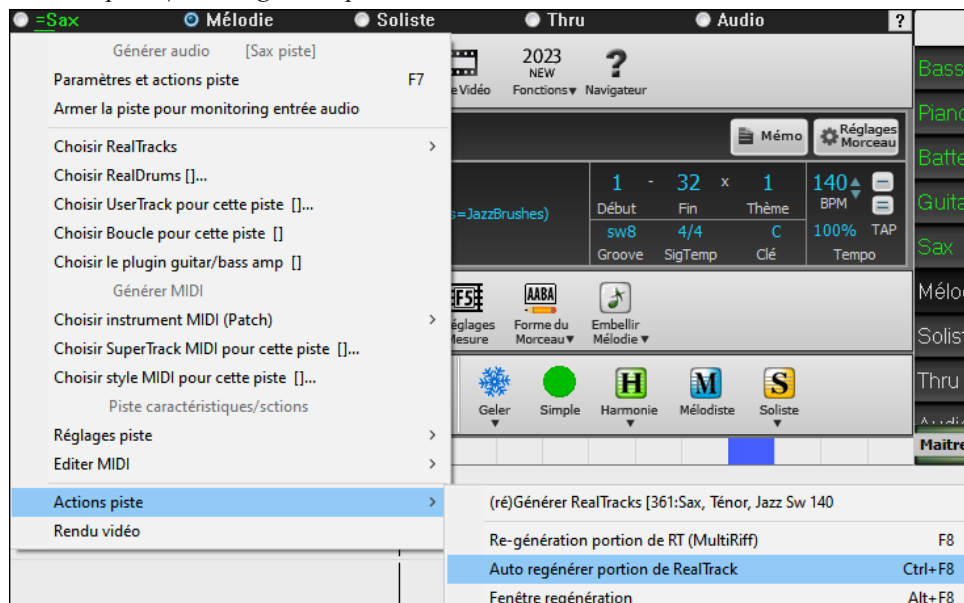 =Sax Mélodie Soliste Thru Audio ?
Générer audio [Sax piste]
Paramètres et actions piste F7
Armer la piste pour monitoring entrée audio
Choisir RealTracks >
Choisir RealDrums []...
Choisir UserTrack pour cette piste []...
Choisir Boucle pour cette piste []
Choisir le plugin guitar/bass amp []
Générer MIDI
Choisir instrument MIDI (Patch) >
Choisir SuperTrack MIDI pour cette piste []...
Choisir style MIDI pour cette piste []...
Piste caractéristiques/sctions
Réglages piste >
Editer MIDI >
Actions piste >
Rendu vidéo
(ré)Générer RealTracks [361:Sax, Ténor, Jazz Sw 140
Re-génération portion de RT (MultiRiff) F8
Auto regénérer portion de RealTrack Ctrl+F8
Fenêtre regénération Alt+F8
2023
NEW
e Vidéo Fonctions▾ Navigateur
Mémo Réglages
Morceau
s=JazzBrushes)
1 - 32 x 1 140
Début Fin Thème BPM
sw8 4/4 C 100% TAP
Groove SigTemp Clé Tempo
F5 AABA
églages Forme du Embellir
Mesure Morceau▾ Mélodie ▾
H M S
Geler Simple Harmonie Mélodiste Soliste
Bass
Piano
Batte
Guita
Sax
Mélo
Solist
Thru
Audi
Maitre